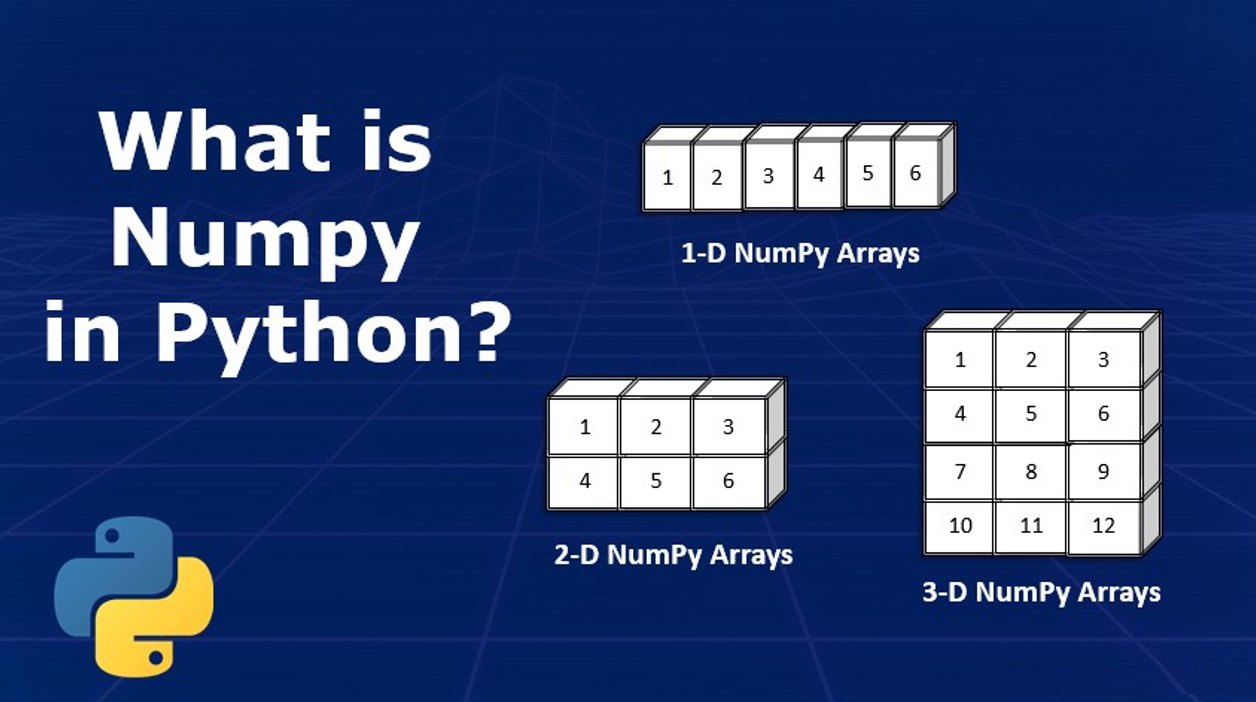 What is
Numpy
in Python?
1 2 3 4 5 6
1-D NumPy Arrays
1 2 3
4 5 6
2-D NumPy Arrays
1 2 3
4 5 6
7 8 9
10 11 12
3-D NumPy Arrays